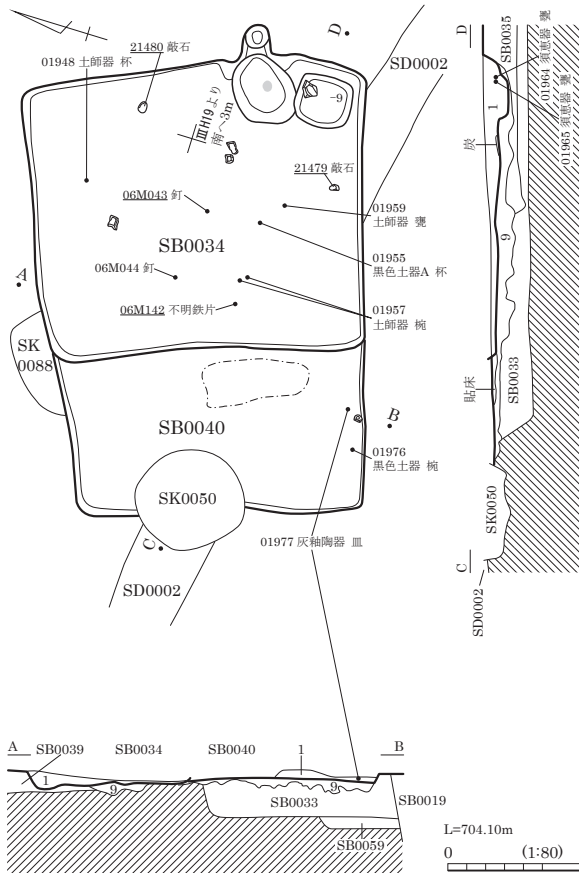 D
21480 敲石
SD0002
01948 土師器 杯
9
ⅢH19より
南へ3m
21479 敲石
06M043 釘
01959
土師器 甕
SB0034
01955
黒色土器A 杯
A
06M044 釘
01957
土師器 椀
06M142 不明鉄片
SK
0088
B
SB0040
01976
黒色土器 椀
SK0050
C
01977 灰釉陶器 皿
SD0002
D
SB0035
01964 須恵器 甕
01965 須恵器 甕
1
炭
9
SB0033
貼床
SK0050
C
SD0002
A
SB0039
SB0034
SB0040
1
B
1
9
9
SB0033
SB0019
SB0059
L=704.10m
0
(1:80)